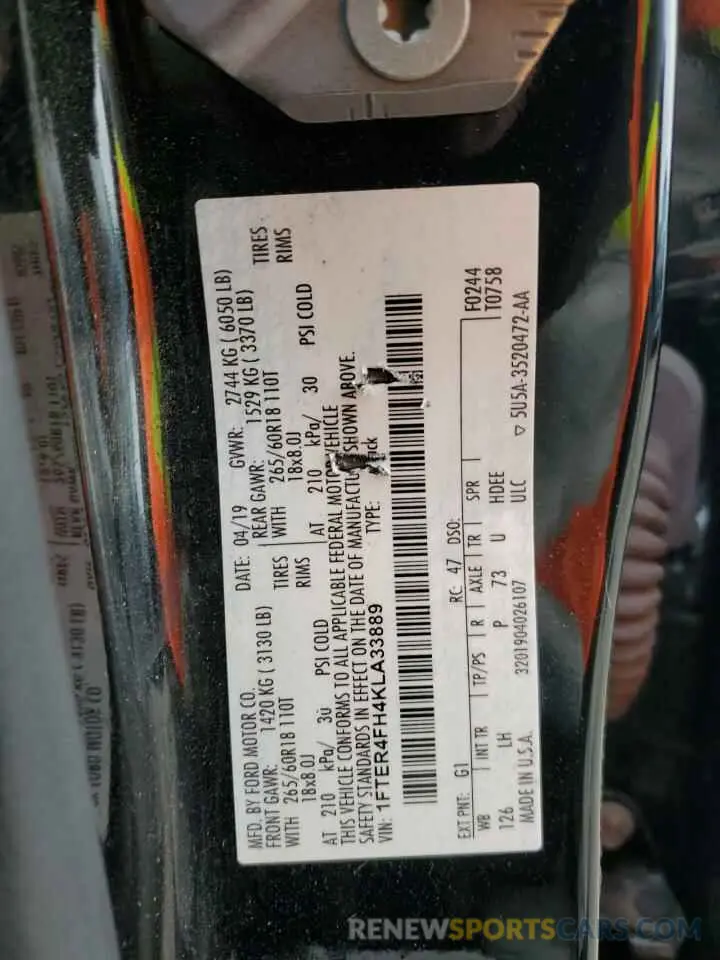 MFD. BY FORD MOTOR CO.
DATE: 04/19 GVWR: 2744 KG ( 6050 LB)
FRONT GAWR: 1420 KG ( 3130 LB) REAR GAWR: 1529 KG ( 3370 LB)
WITH 265/60R18 110T TIRES WITH 265/60R18 110T TIRES
18x8.0J RIMS 18x8.0J RIMS
AT 210 kPa/ 30 PSI COLD AT 210 kPa/ 30 PSI COLD
THIS VEHICLE CONFORMS TO ALL APPLICABLE FEDERAL MOTOR VEHICLE
SAFETY STANDARDS IN EFFECT ON THE DATE OF MANUFACTU SHOWN ABOVE.
VIN: 1FTER4FH4KLA33889 TYPE: ck
EXT PNT: G1 RC: 47 DSO: F0244
WB INT TR TP/PS R AXLE TR SPR T0758
126 LH P 73 U HDEE
3201904026107 ULC
MADE IN U.S.A. ▽ 5U5A-3520472-AA
RENEWSPORTSCARS.COM